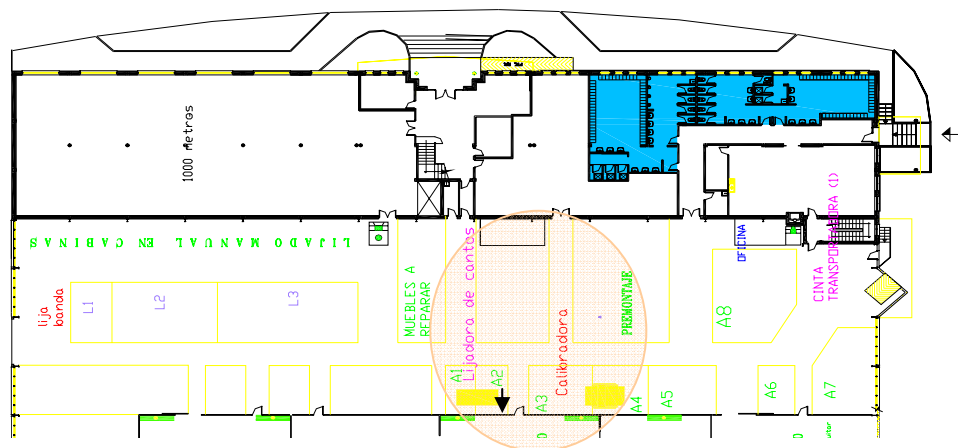 1000 metros
LIJADO MANUAL EN CABINAS
lija
banda
L1
L2
L3
MUEBLES A
REPARAR
Lijadora de cantos
Calibradora
PREMONTAJE
OFICINA
CINTA
TRANSPORTADORA (1)
A8
A1
A2
A3
A4
A5
A6
A7